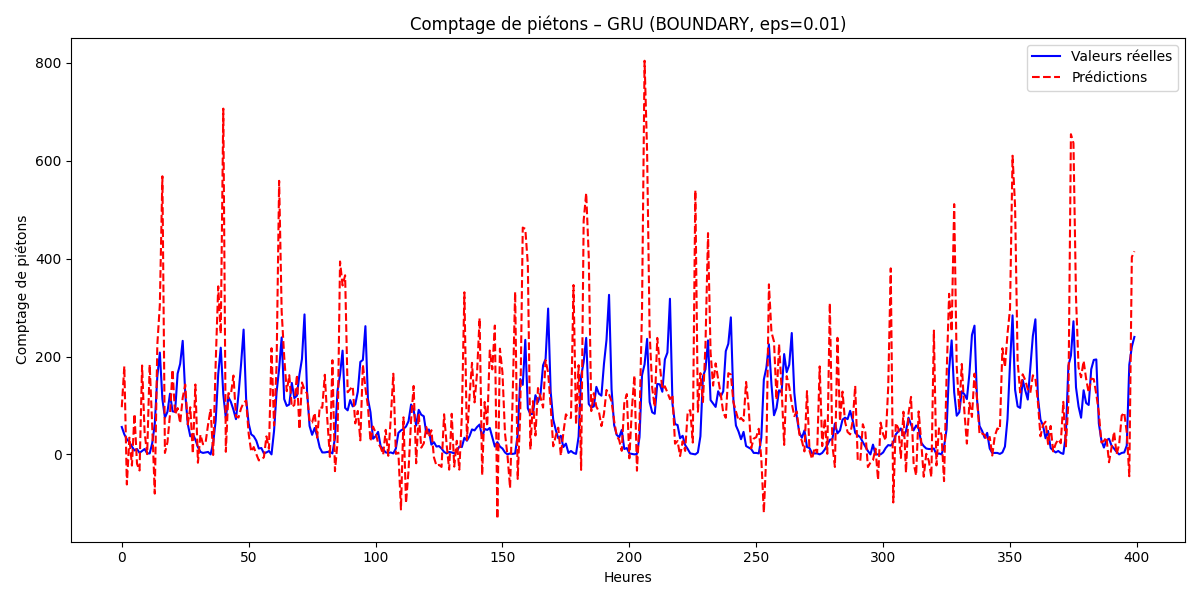 Comptage de piétons – GRU (BOUNDARY, eps=0.01)
Valeurs réelles
Prédictions
Comptage de piétons
800
600
400
200
0
0 50 100 150 200 250 300 350 400
Heures